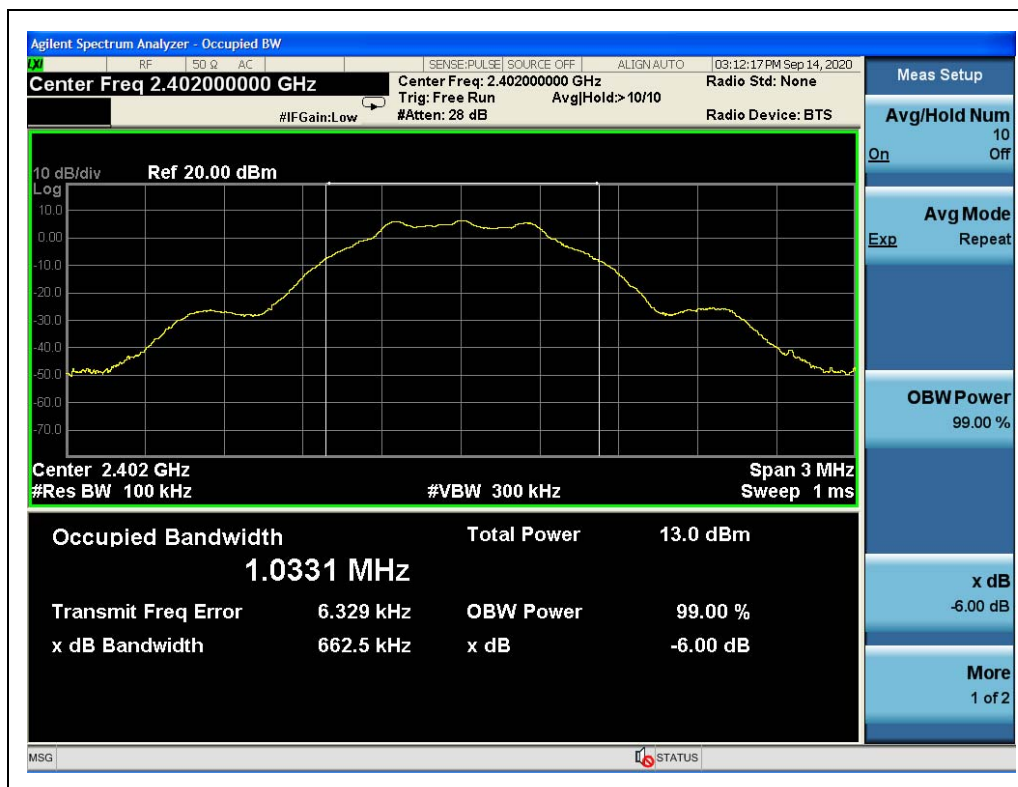 Agilent Spectrum Analyzer - Occupied BW
LXI RF 50 Ω AC SENSE:PULSE SOURCE OFF ALIGN AUTO 03:12:17 PM Sep 14, 2020
Center Freq 2.402000000 GHz
Center Freq: 2.402000000 GHz
Radio Std: None
Trig: Free Run Avg|Hold:>10/10
#IFGain:Low
#Atten: 28 dB
Radio Device: BTS
10 dB/div Ref 20.00 dBm
Log
10.0
0.00
-10.0
-20.0
-30.0
-40.0
-50.0
-60.0
-70.0
Center 2.402 GHz Span 3 MHz
#Res BW 100 kHz #VBW 300 kHz Sweep 1 ms
Occupied Bandwidth Total Power 13.0 dBm
1.0331 MHz
Transmit Freq Error 6.329 kHz OBW Power 99.00 %
x dB Bandwidth 662.5 kHz x dB -6.00 dB
Meas Setup
Avg/Hold Num
10
On Off
Avg Mode
Exp Repeat
OBW Power
99.00 %
x dB
-6.00 dB
More
1 of 2
MSG STATUS